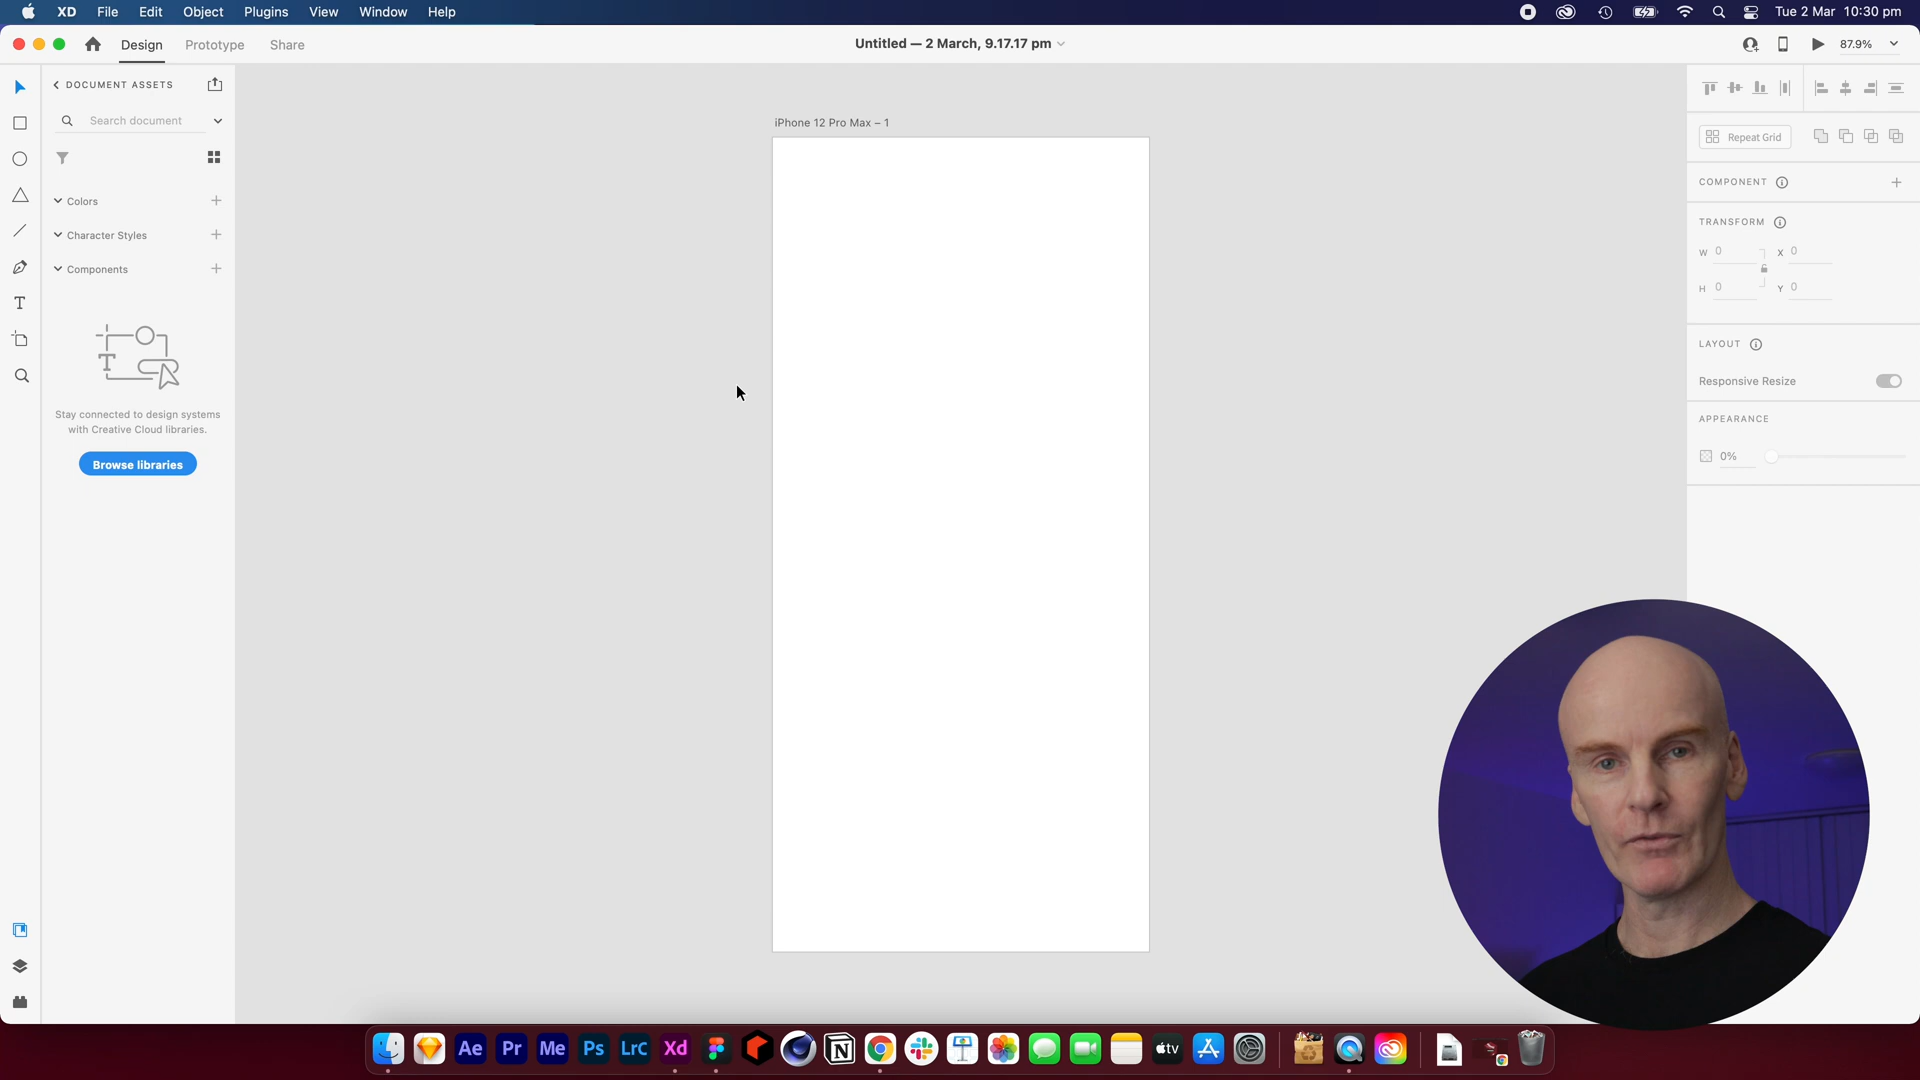 XD File Edit Object Plugins View Window Help
Tue 2 Mar 10:30 pm
Design Prototype Share
Untitled — 2 March, 9.17.17 pm
87.9%
DOCUMENT ASSETS
Search document
Colors
Character Styles
Components
T
Stay connected to design systems
with Creative Cloud libraries.
Browse libraries
iPhone 12 Pro Max – 1
Repeat Grid
COMPONENT
TRANSFORM
W 0 X 0
H 0 Y 0
LAYOUT
Responsive Resize
APPEARANCE
0%
Ae Pr Me Ps LrC Xd N tv